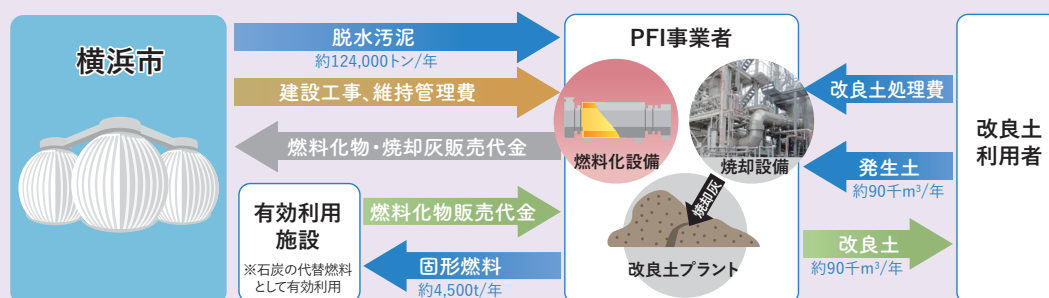 横浜市
脱水汚泥
約124,000トン/年
建設工事、維持管理費
燃料化物・焼却灰販売代金
有効利用
施設
※石炭の代替燃料
として有効利用
燃料化物販売代金
固形燃料
約4,500t/年
PFI事業者
燃料化設備
焼却設備
焼却灰
改良土プラント
改良土処理費
発生土
約90千m³/年
改良土
約90千m³/年
改良土
利用者